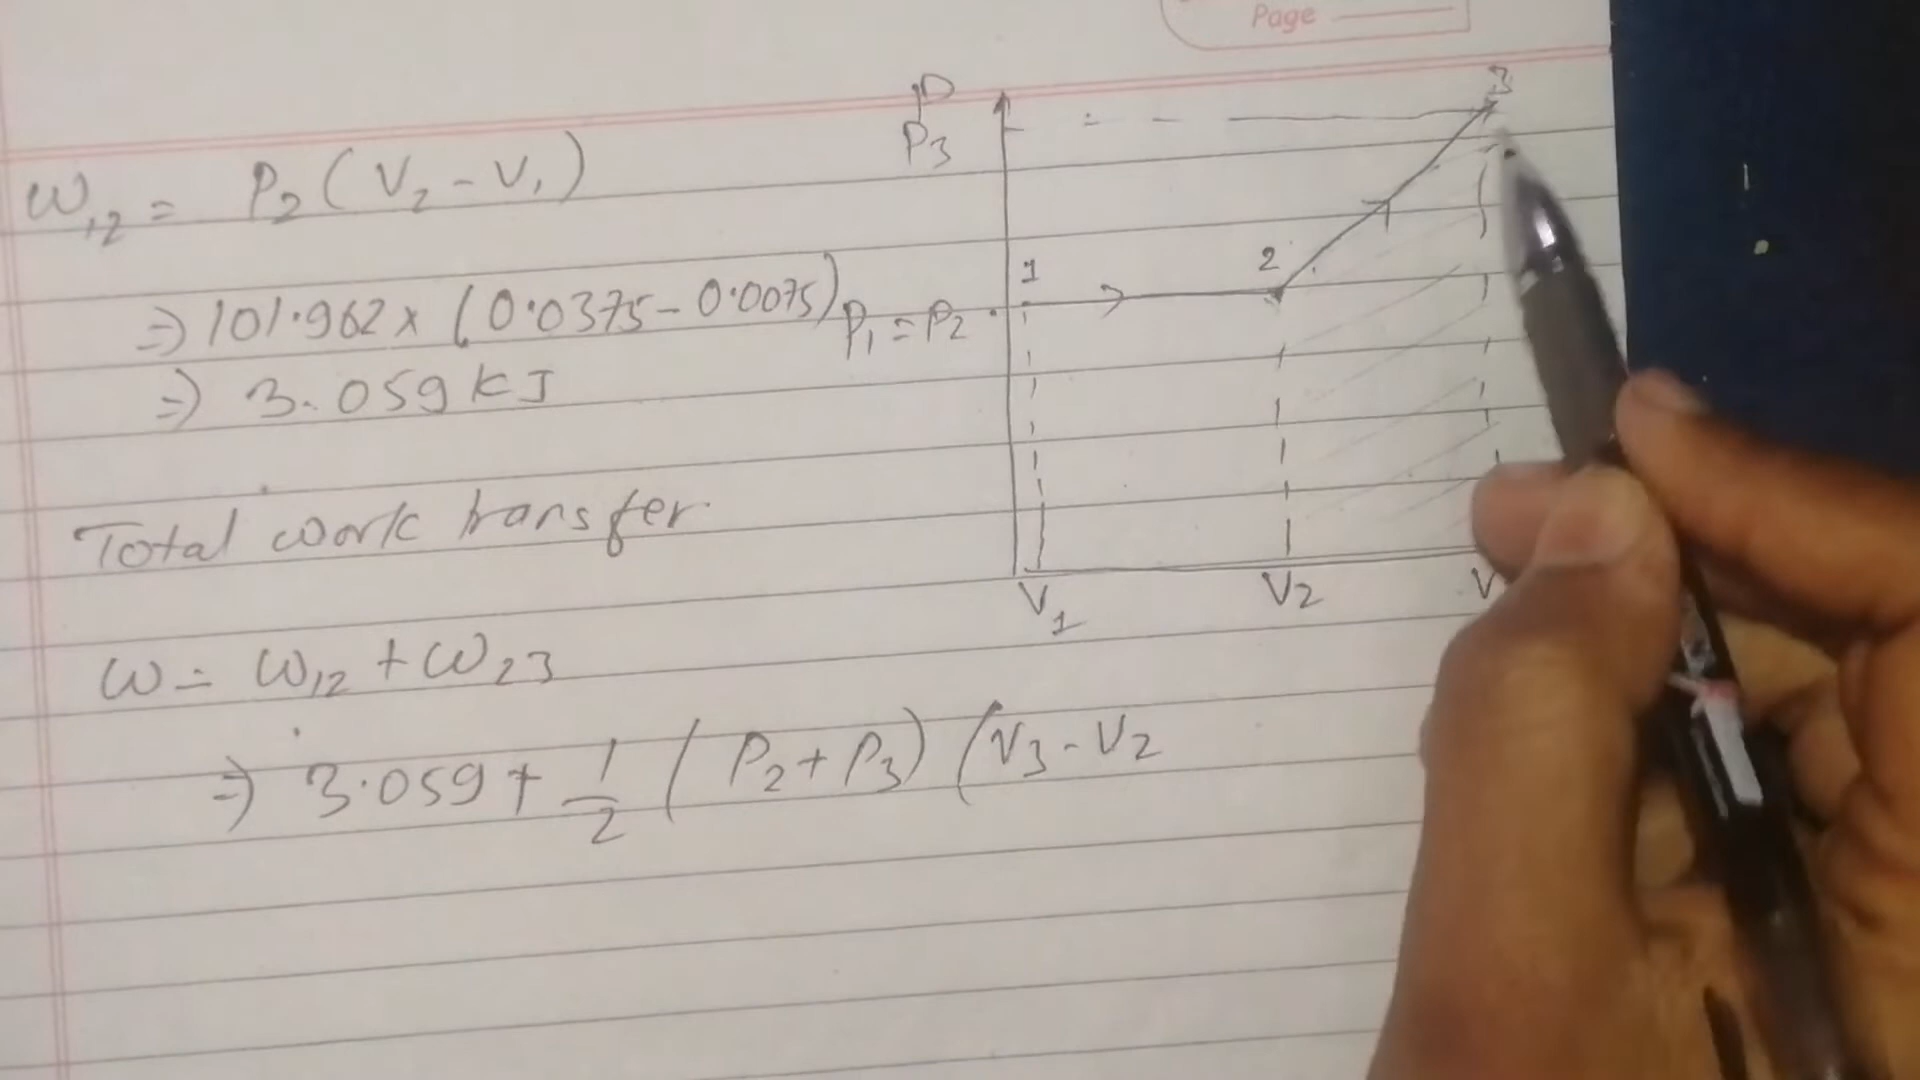 Page
W12 = P2 (V2 - V1)
⇒ 101.962 × (0.0375 - 0.0075)
⇒ 3.059 kJ
Total work transfer
W = W12 + W23
⇒ 3.059 + 1/2 (P2 + P3) (V3 - V2
P
P3
3
1
2
P1 = P2
V1
V2
V